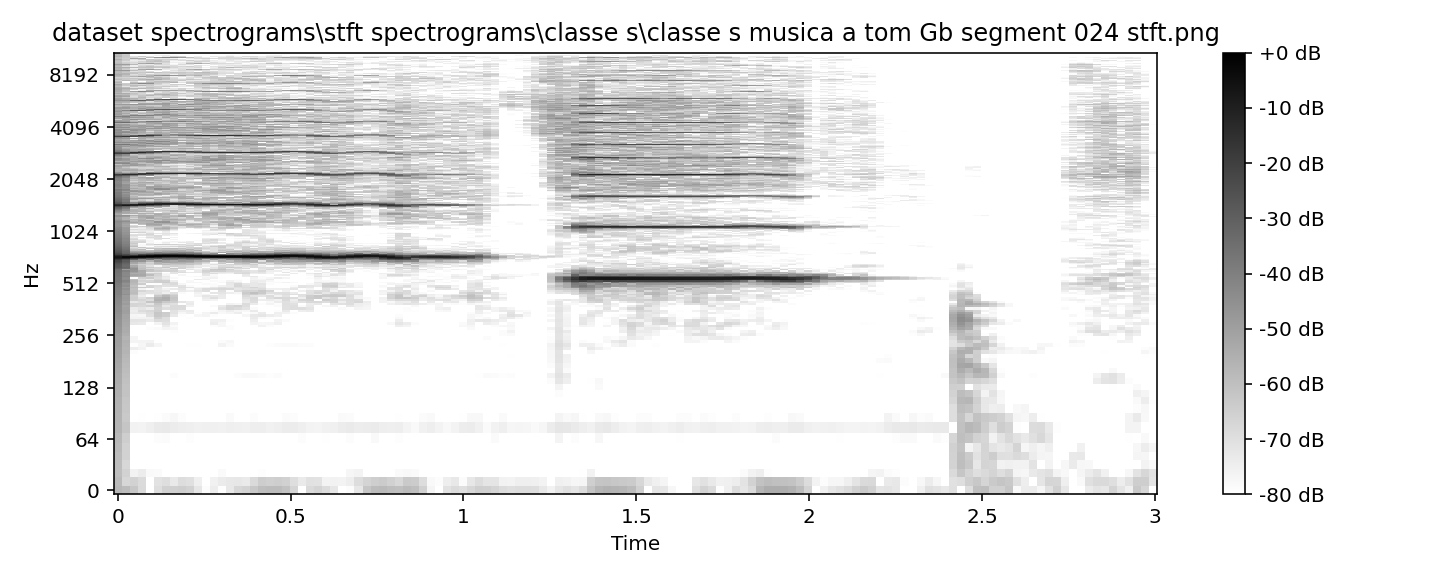 dataset spectrograms\stft spectrograms\classe s\classe s musica a tom Gb segment 024 stft.png
Hz
8192
4096
2048
1024
512
256
128
64
0
0
0.5
1
1.5
2
2.5
3
Time
+0 dB
-10 dB
-20 dB
-30 dB
-40 dB
-50 dB
-60 dB
-70 dB
-80 dB